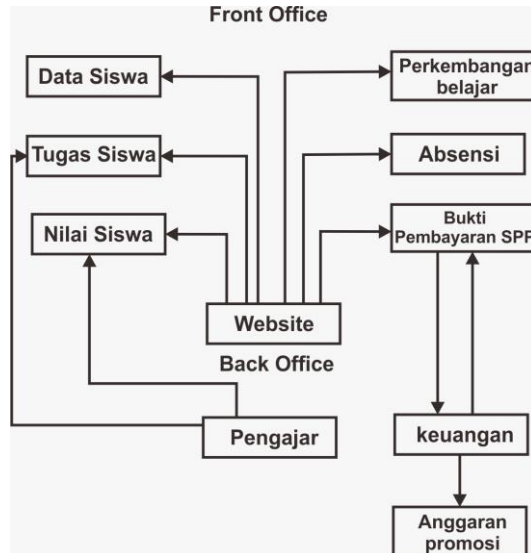 Front Office
Data Siswa
Perkembangan
belajar
Tugas Siswa
Absensi
Nilai Siswa
Bukti
Pembayaran SPP
Website
Back Office
Pengajar
keuangan
Anggaran
promosi